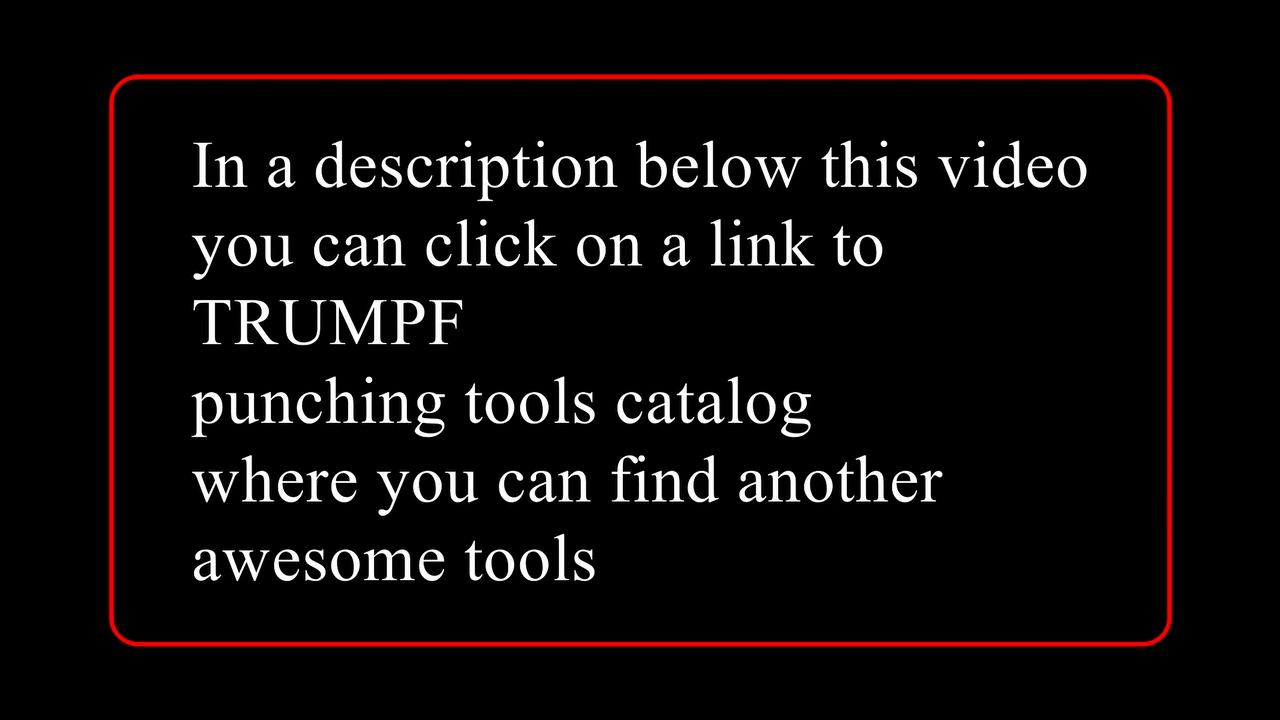 In a description below this video
you can click on a link to
TRUMPF
punching tools catalog
where you can find another
awesome tools